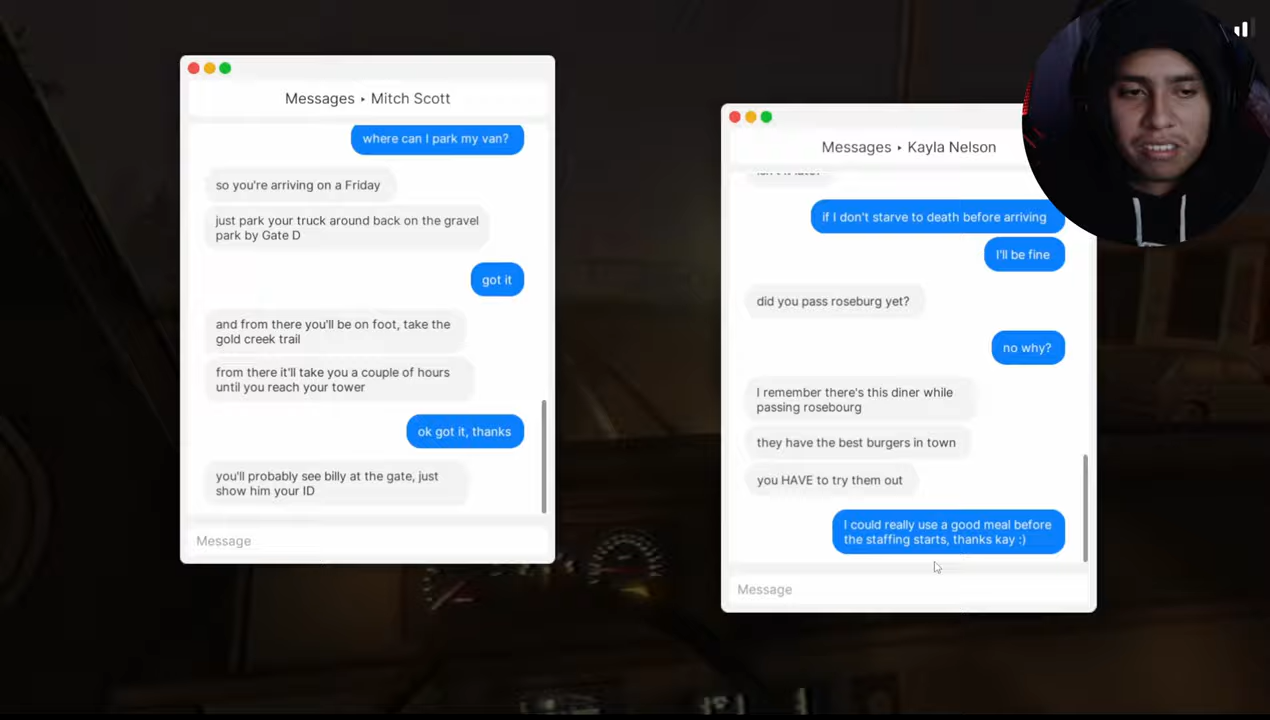 Messages ▸ Mitch Scott
where can I park my van?
so you're arriving on a Friday
just park your truck around back on the gravel
park by Gate D
got it
and from there you'll be on foot, take the
gold creek trail
from there it'll take you a couple of hours
until you reach your tower
ok got it, thanks
you'll probably see billy at the gate, just
show him your ID
Message
Messages ▸ Kayla Nelson
if I don't starve to death before arriving
I'll be fine
did you pass roseburg yet?
no why?
I remember there's this diner while
passing rosebourg
they have the best burgers in town
you HAVE to try them out
I could really use a good meal before
the staffing starts, thanks kay :)
Message